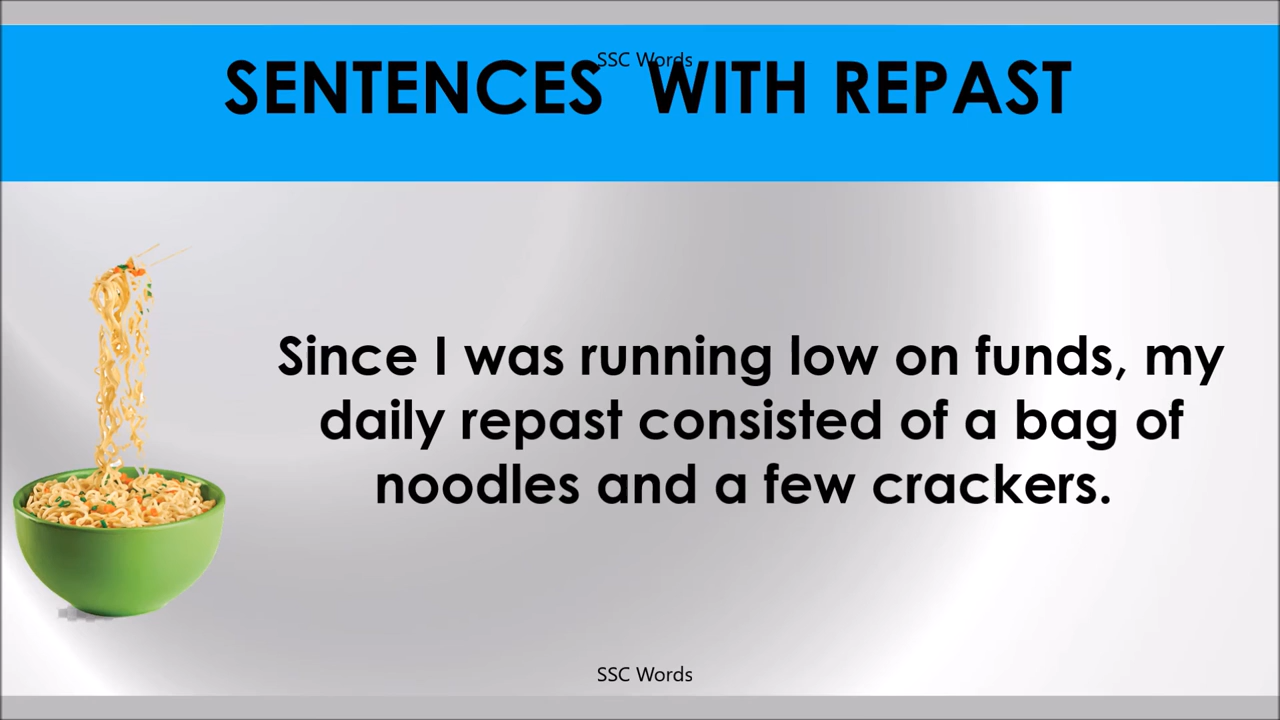 SSC Words
SENTENCES WITH REPAST
Since I was running low on funds, my
daily repast consisted of a bag of
noodles and a few crackers.
SSC Words